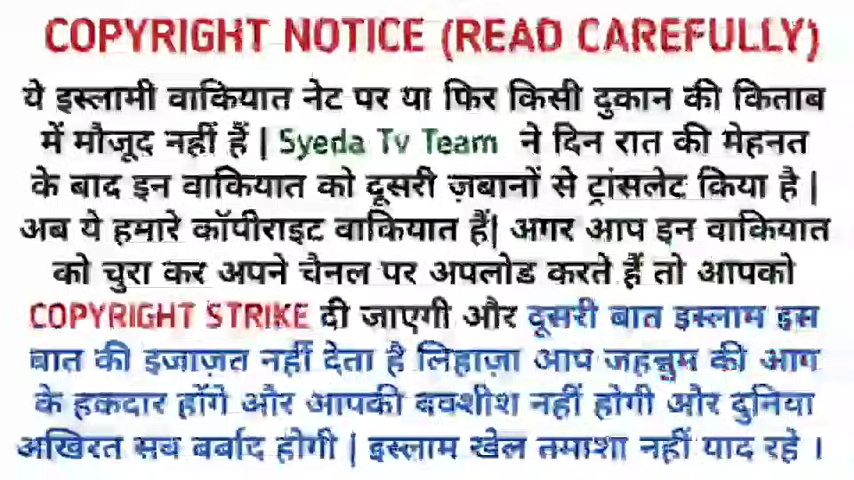 COPYRIGHT NOTICE (READ CAREFULLY)
ये इस्लामी वाकियात नेट पर या फिर किसी दुकान की किताब
में मौजूद नहीं हैं | Syeda Tv Team ने दिन रात की मेहनत
के बाद इन वाकियात को दूसरी ज़बानों से ट्रांसलेट किया है |
अब ये हमारे कॉपीराइट वाकियात हैं| अगर आप इन वाकियात
को चुरा कर अपने चैनल पर अपलोड करते हैं तो आपको
COPYRIGHT STRIKE दी जाएगी और दूसरी बात इस्लाम इस
बात की इजाज़त नहीं देता है लिहाज़ा आप जहन्नुम की आग
के हकदार होंगे और आपकी बक्शीश नहीं होगी और दुनिया
अखिरत सब बर्बाद होगी | इस्लाम खेल तमाशा नहीं याद रहे ।